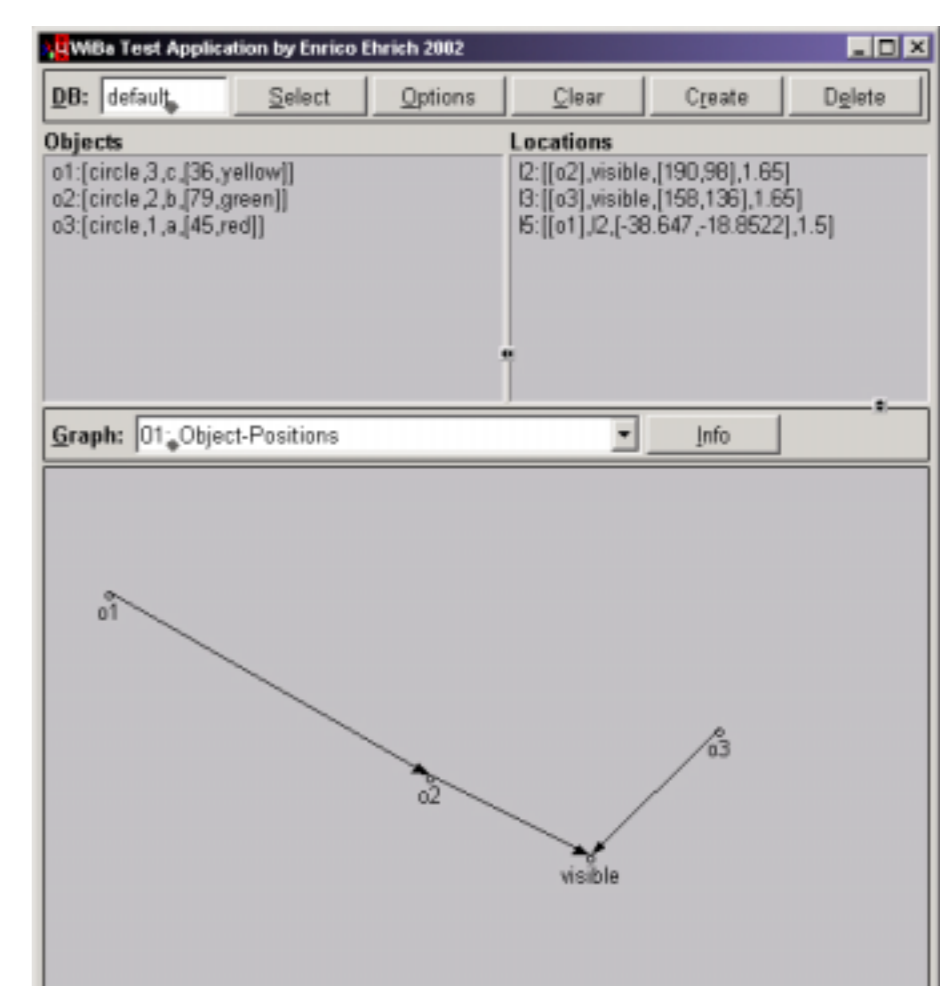 WiBa Test Application by Enrico Ehrich 2002
DB: default Select Options Clear Create Delete
Objects
o1:[circle,3,c,[36,yellow]]
o2:[circle,2,b,[79,green]]
o3:[circle,1,a,[45,red]]
Locations
l2:[[o2],visible,[190,98],1.65]
l3:[[o3],visible,[158,136],1.65]
l5:[[o1],l2,[-38.647,-18.8522],1.5]
Graph: 01: Object-Positions Info
o1
o3
o2
visible